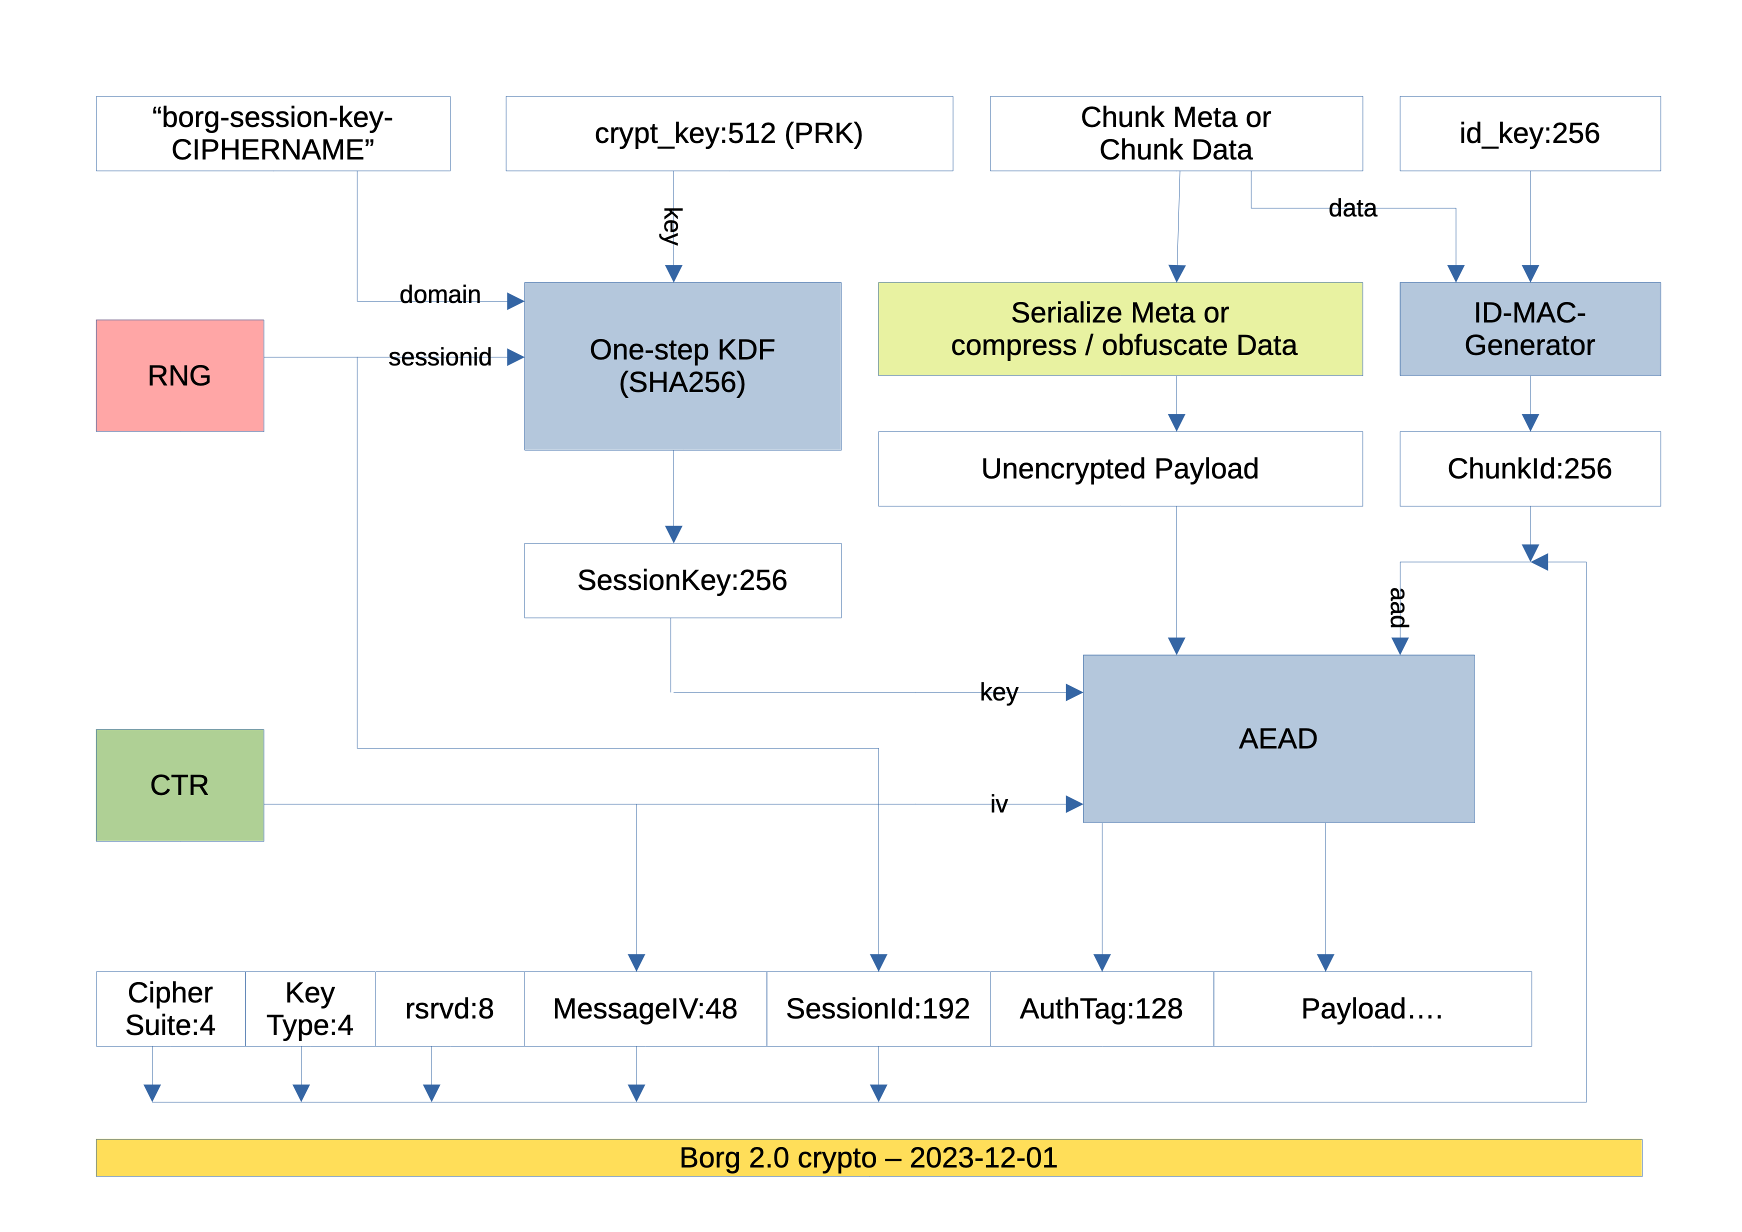 “borg-session-key-
CIPHERNAME”
crypt_key:512 (PRK)
Chunk Meta or
Chunk Data
id_key:256
key
data
domain
sessionid
RNG
One-step KDF
(SHA256)
Serialize Meta or
compress / obfuscate Data
ID-MAC-
Generator
Unencrypted Payload
ChunkId:256
SessionKey:256
aad
key
AEAD
CTR
iv
Cipher
Suite:4
Key
Type:4
rsrvd:8
MessageIV:48
SessionId:192
AuthTag:128
Payload….
Borg 2.0 crypto – 2023-12-01